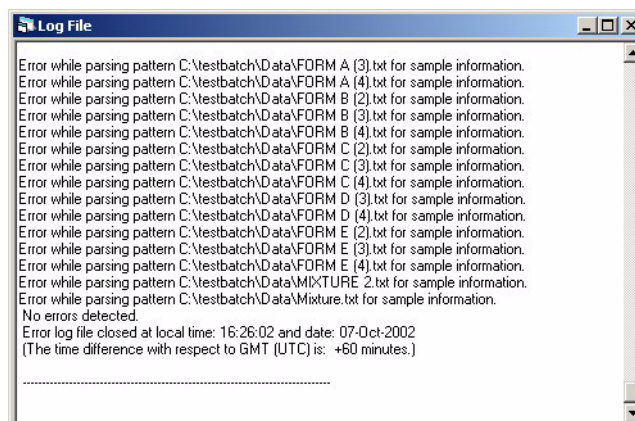 Log File
Error while parsing pattern C:\testbatch\Data\FORM A (3).txt for sample information.
Error while parsing pattern C:\testbatch\Data\FORM A (4).txt for sample information.
Error while parsing pattern C:\testbatch\Data\FORM B (2).txt for sample information.
Error while parsing pattern C:\testbatch\Data\FORM B (3).txt for sample information.
Error while parsing pattern C:\testbatch\Data\FORM B (4).txt for sample information.
Error while parsing pattern C:\testbatch\Data\FORM C (2).txt for sample information.
Error while parsing pattern C:\testbatch\Data\FORM C (3).txt for sample information.
Error while parsing pattern C:\testbatch\Data\FORM C (4).txt for sample information.
Error while parsing pattern C:\testbatch\Data\FORM D (3).txt for sample information.
Error while parsing pattern C:\testbatch\Data\FORM D (4).txt for sample information.
Error while parsing pattern C:\testbatch\Data\FORM E (2).txt for sample information.
Error while parsing pattern C:\testbatch\Data\FORM E (3).txt for sample information.
Error while parsing pattern C:\testbatch\Data\FORM E (4).txt for sample information.
Error while parsing pattern C:\testbatch\Data\MIXTURE 2.txt for sample information.
Error while parsing pattern C:\testbatch\Data\Mixture.txt for sample information.
No errors detected.
Error log file closed at local time: 16:26:02 and date: 07-Oct-2002
(The time difference with respect to GMT (UTC) is: +60 minutes.)
--------------------------------------------------------------------------------